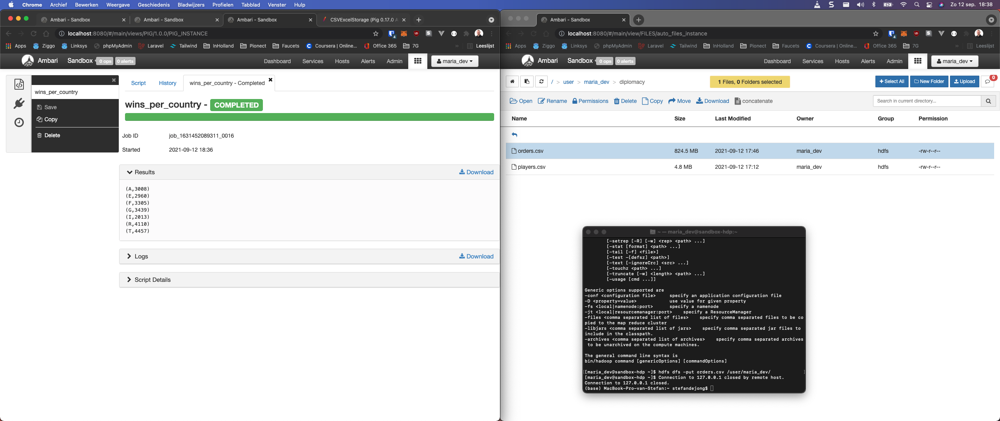 Chrome Archief Bewerken Weergave Geschiedenis Bladwijzers Profielen Tabblad Venster Hulp Zo 12 sep. 18:38
Ambari - Sandbox Ambari - Sandbox Ambari - Sandbox CSVExcelStorage (Pig 0.17.0 A
localhost:8080/#/main/views/PIG/1.0.0/PIG_INSTANCE
Apps Ziggo Linksys phpMyAdmin Laravel Tailwind InHolland Pionect Faucets Coursera | Online... Office 365 7G » Leeslijst
Ambari Sandbox 0 ops 0 alerts Dashboard Services Hosts Alerts Admin maria_dev
wins_per_country
Save
Copy
Delete
Script History wins_per_country - Completed
wins_per_country - COMPLETED
Job ID job_1631452089311_0016
Started 2021-09-12 18:36
Results Download
(A,3008)
(E,2960)
(F,3305)
(G,3439)
(I,2013)
(R,4110)
(T,4457)
Logs Download
Script Details
Ambari - Sandbox
localhost:8080/#/main/view/FILES/auto_files_instance
Apps Ziggo Linksys phpMyAdmin Laravel Tailwind InHolland Pionect Faucets Coursera | Online... Office 365 7G » Leeslijst
Ambari Sandbox 0 ops 0 alerts Dashboard Services Hosts Alerts Admin maria_dev
/ > user > maria_dev > diplomacy 1 Files, 0 Folders selected Select All New Folder Upload 0
Open Rename Permissions Delete Copy Move Download concatenate Search in current directory...
Name Size Last Modified Owner Group Permission
orders.csv 824.5 MB 2021-09-12 17:46 maria_dev hdfs -rw-r--r--
players.csv 4.8 MB 2021-09-12 17:12 maria_dev hdfs -rw-r--r--
~ — maria_dev@sandbox-hdp:~
[-setrep [-R] [-w] <rep> <path> ...]
[-stat [format] <path> ...]
[-tail [-f] <file>]
[-test -[defsz] <path>]
[-text [-ignoreCrc] <src> ...]
[-touchz <path> ...]
[-truncate [-w] <length> <path> ...]
[-usage [cmd ...]]
Generic options supported are
-conf <configuration file> specify an application configuration file
-D <property=value> use value for given property
-fs <local|namenode:port> specify a namenode
-jt <local|resourcemanager:port> specify a ResourceManager
-files <comma separated list of files> specify comma separated files to be co
pied to the map reduce cluster
-libjars <comma separated list of jars> specify comma separated jar files to
include in the classpath.
-archives <comma separated list of archives> specify comma separated archives
to be unarchived on the compute machines.
The general command line syntax is
bin/hadoop command [genericOptions] [commandOptions]
[[maria_dev@sandbox-hdp ~]$ hdfs dfs -put orders.csv /user/maria_dev/ ]
[maria_dev@sandbox-hdp ~]$ Connection to 127.0.0.1 closed by remote host.
Connection to 127.0.0.1 closed.
(base) MacBook-Pro-van-Stefan:~ stefandejong$